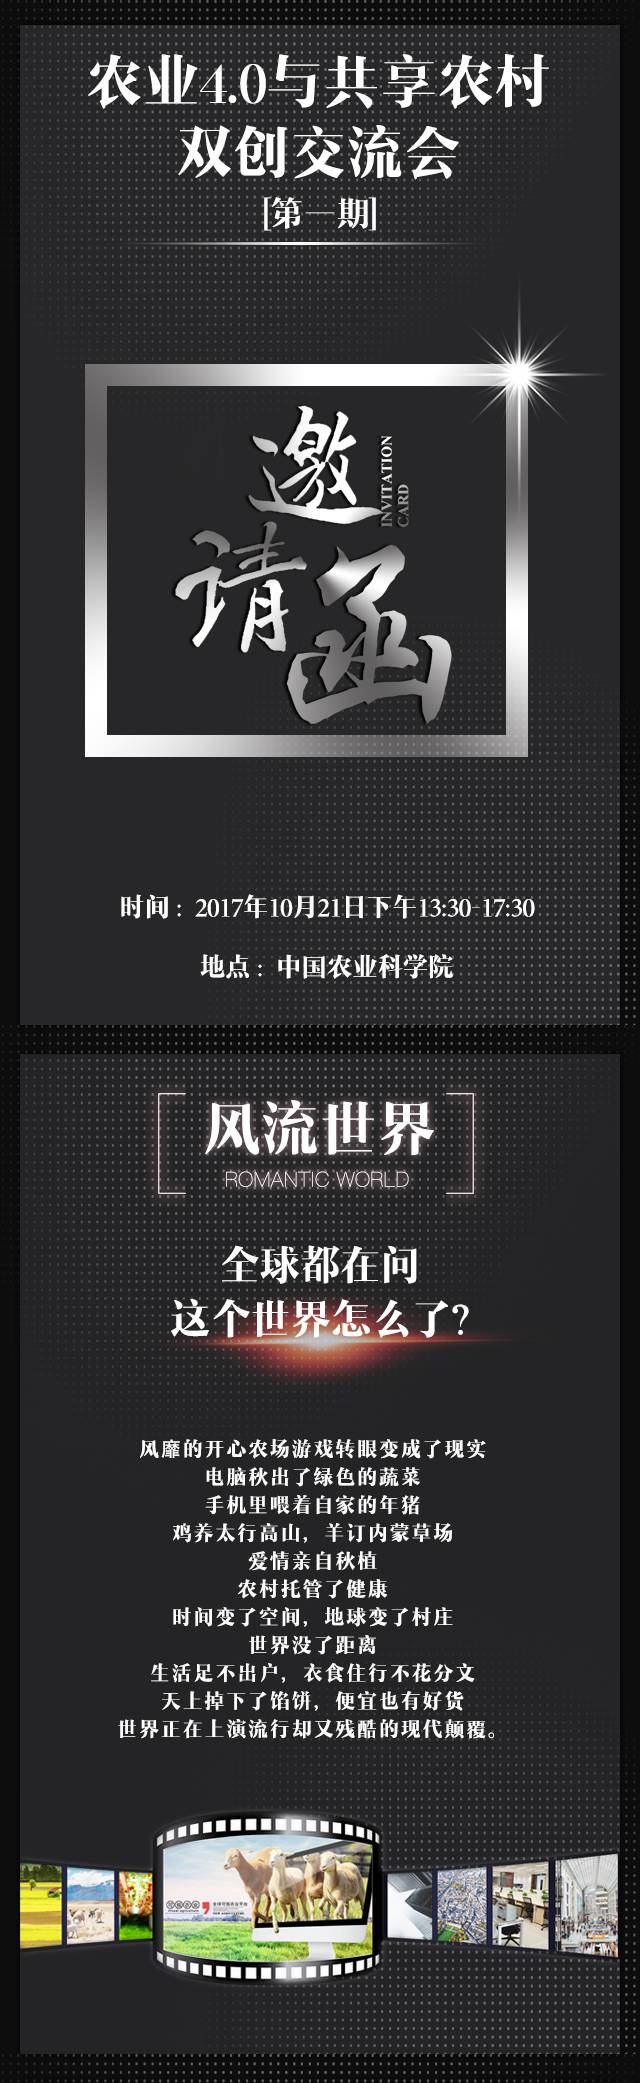 农业4.0与共享农村
双创交流会
[第一期]
邀
请函
INVITATION
CARD
时间：2017年10月21日下午13:30-17:30
地点：中国农业科学院
风流世界
ROMANTIC WORLD
全球都在问
这个世界怎么了?
风靡的开心农场游戏转眼变成了现实
电脑秋出了绿色的蔬菜
手机里喂着自家的年猪
鸡养太行高山，羊订内蒙草场
爱情亲自秋植
农村托管了健康
时间变了空间，地球变了村庄
世界没了距离
生活足不出户，衣食住行不花分文
天上掉下了馅饼，便宜也有好货
世界正在上演流行却又残酷的现代颠覆。